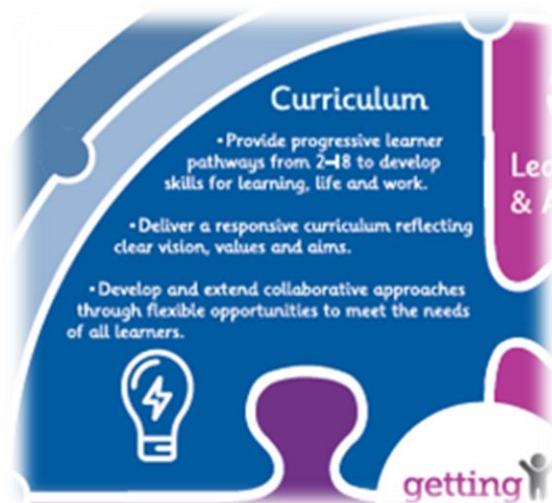 Curriculum
•Provide progressive learner
pathways from 2-18 to develop
skills for learning, life and work.
•Deliver a responsive curriculum reflecting
clear vision, values and aims.
•Develop and extend collaborative approaches
through flexible opportunities to meet the needs
of all learners.
&
getting